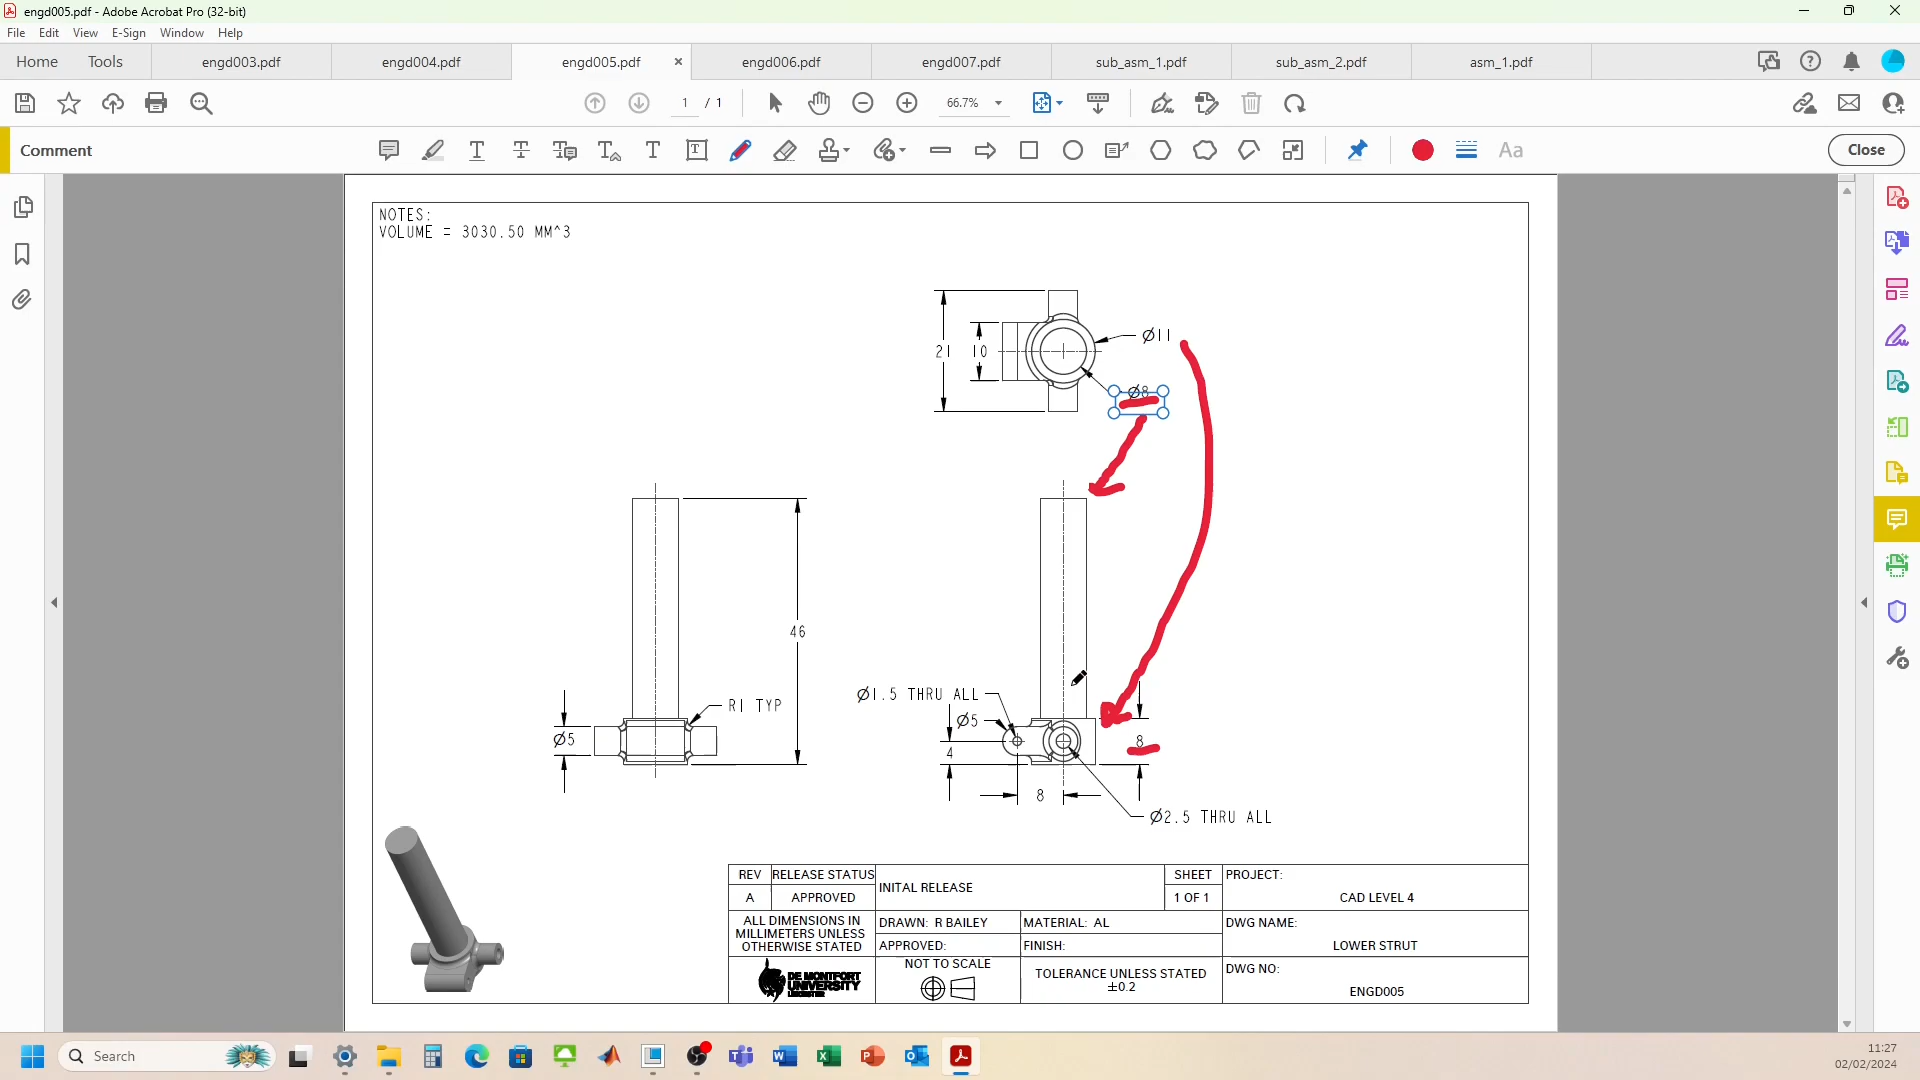 engd005.pdf - Adobe Acrobat Pro (32-bit)
File Edit View E-Sign Window Help
Home Tools engd003.pdf engd004.pdf engd005.pdf × engd006.pdf engd007.pdf sub_asm_1.pdf sub_asm_2.pdf asm_1.pdf
1 / 1 66.7%
Comment Close
NOTES:
VOLUME = 3030.50 MM^3
21
10
Ø11
Ø8
46
R1 TYP
Ø5
Ø1.5 THRU ALL
Ø5
4
8
8
Ø2.5 THRU ALL
REV RELEASE STATUS INITAL RELEASE SHEET PROJECT:
A APPROVED 1 OF 1 CAD LEVEL 4
ALL DIMENSIONS IN
MILLIMETERS UNLESS
OTHERWISE STATED
DRAWN: R BAILEY MATERIAL: AL DWG NAME:
APPROVED: FINISH: LOWER STRUT
DE MONTFORT
UNIVERSITY
LEICESTER
NOT TO SCALE
TOLERANCE UNLESS STATED
±0.2
DWG NO:
ENGD005
Search
11:27
02/02/2024